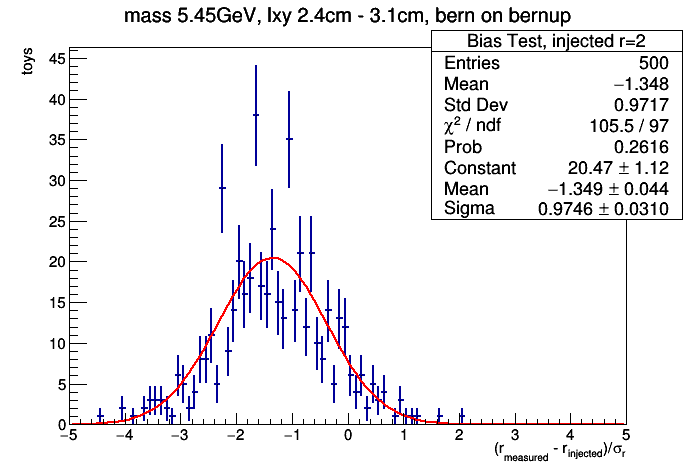 mass 5.45GeV, lxy 2.4cm - 3.1cm, bern on bernup
Bias Test, injected r=2
Entries 500
Mean −1.348
Std Dev 0.9717
χ² / ndf 105.5 / 97
Prob 0.2616
Constant 20.47 ± 1.12
Mean −1.349 ± 0.044
Sigma 0.9746 ± 0.0310
toys
45
40
35
30
25
20
15
10
5
0
−5 −4 −3 −2 −1 0 1 2 3 4 5
(r_measured - r_injected)/σ_r